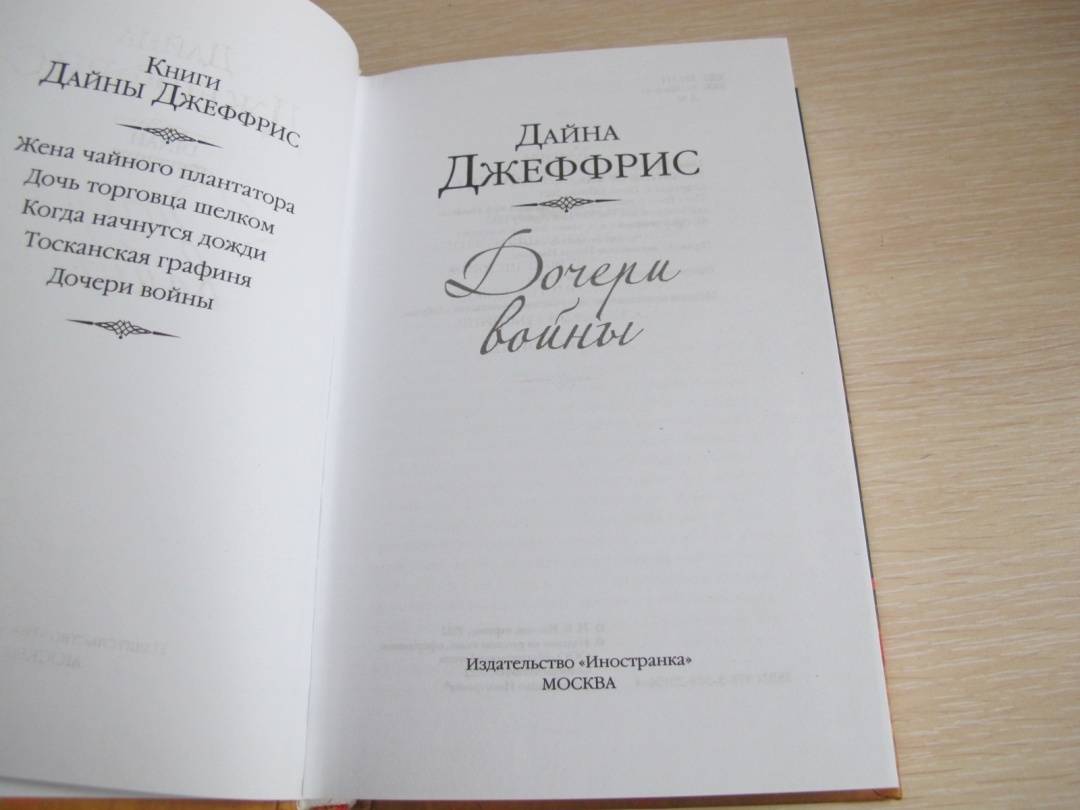 Книги
Дайны Джеффрис
Жена чайного плантатора
Дочь торговца шелком
Когда начнутся дожди
Тосканская графиня
Дочери войны
Дайна
Джеффрис
Дочери
войны
Издательство «Иностранка»
МОСКВА